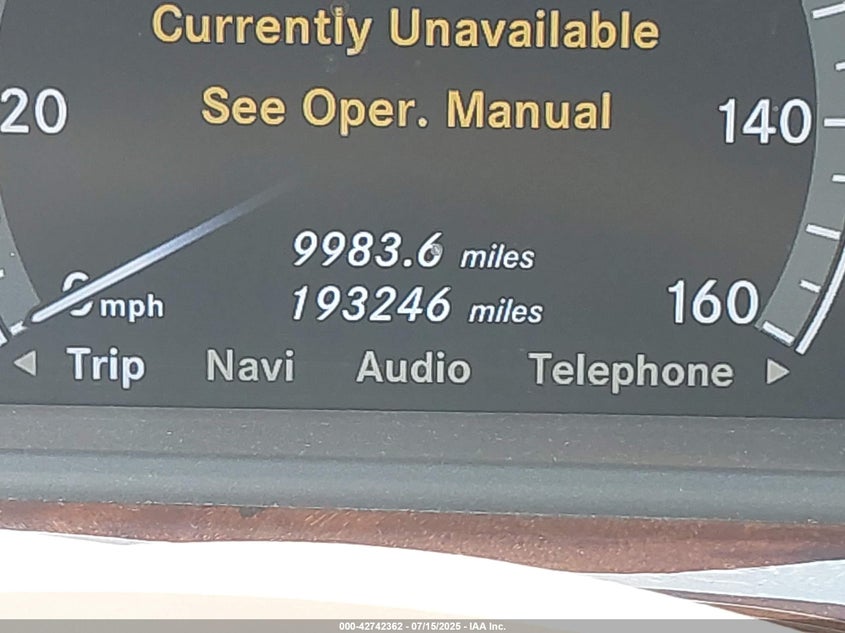 Currently Unavailable
See Oper. Manual
20
140
9983.6 miles
193246 miles
0 mph
160
Trip Navi Audio Telephone
000-42742362 - 07/15/2025 - IAA Inc.